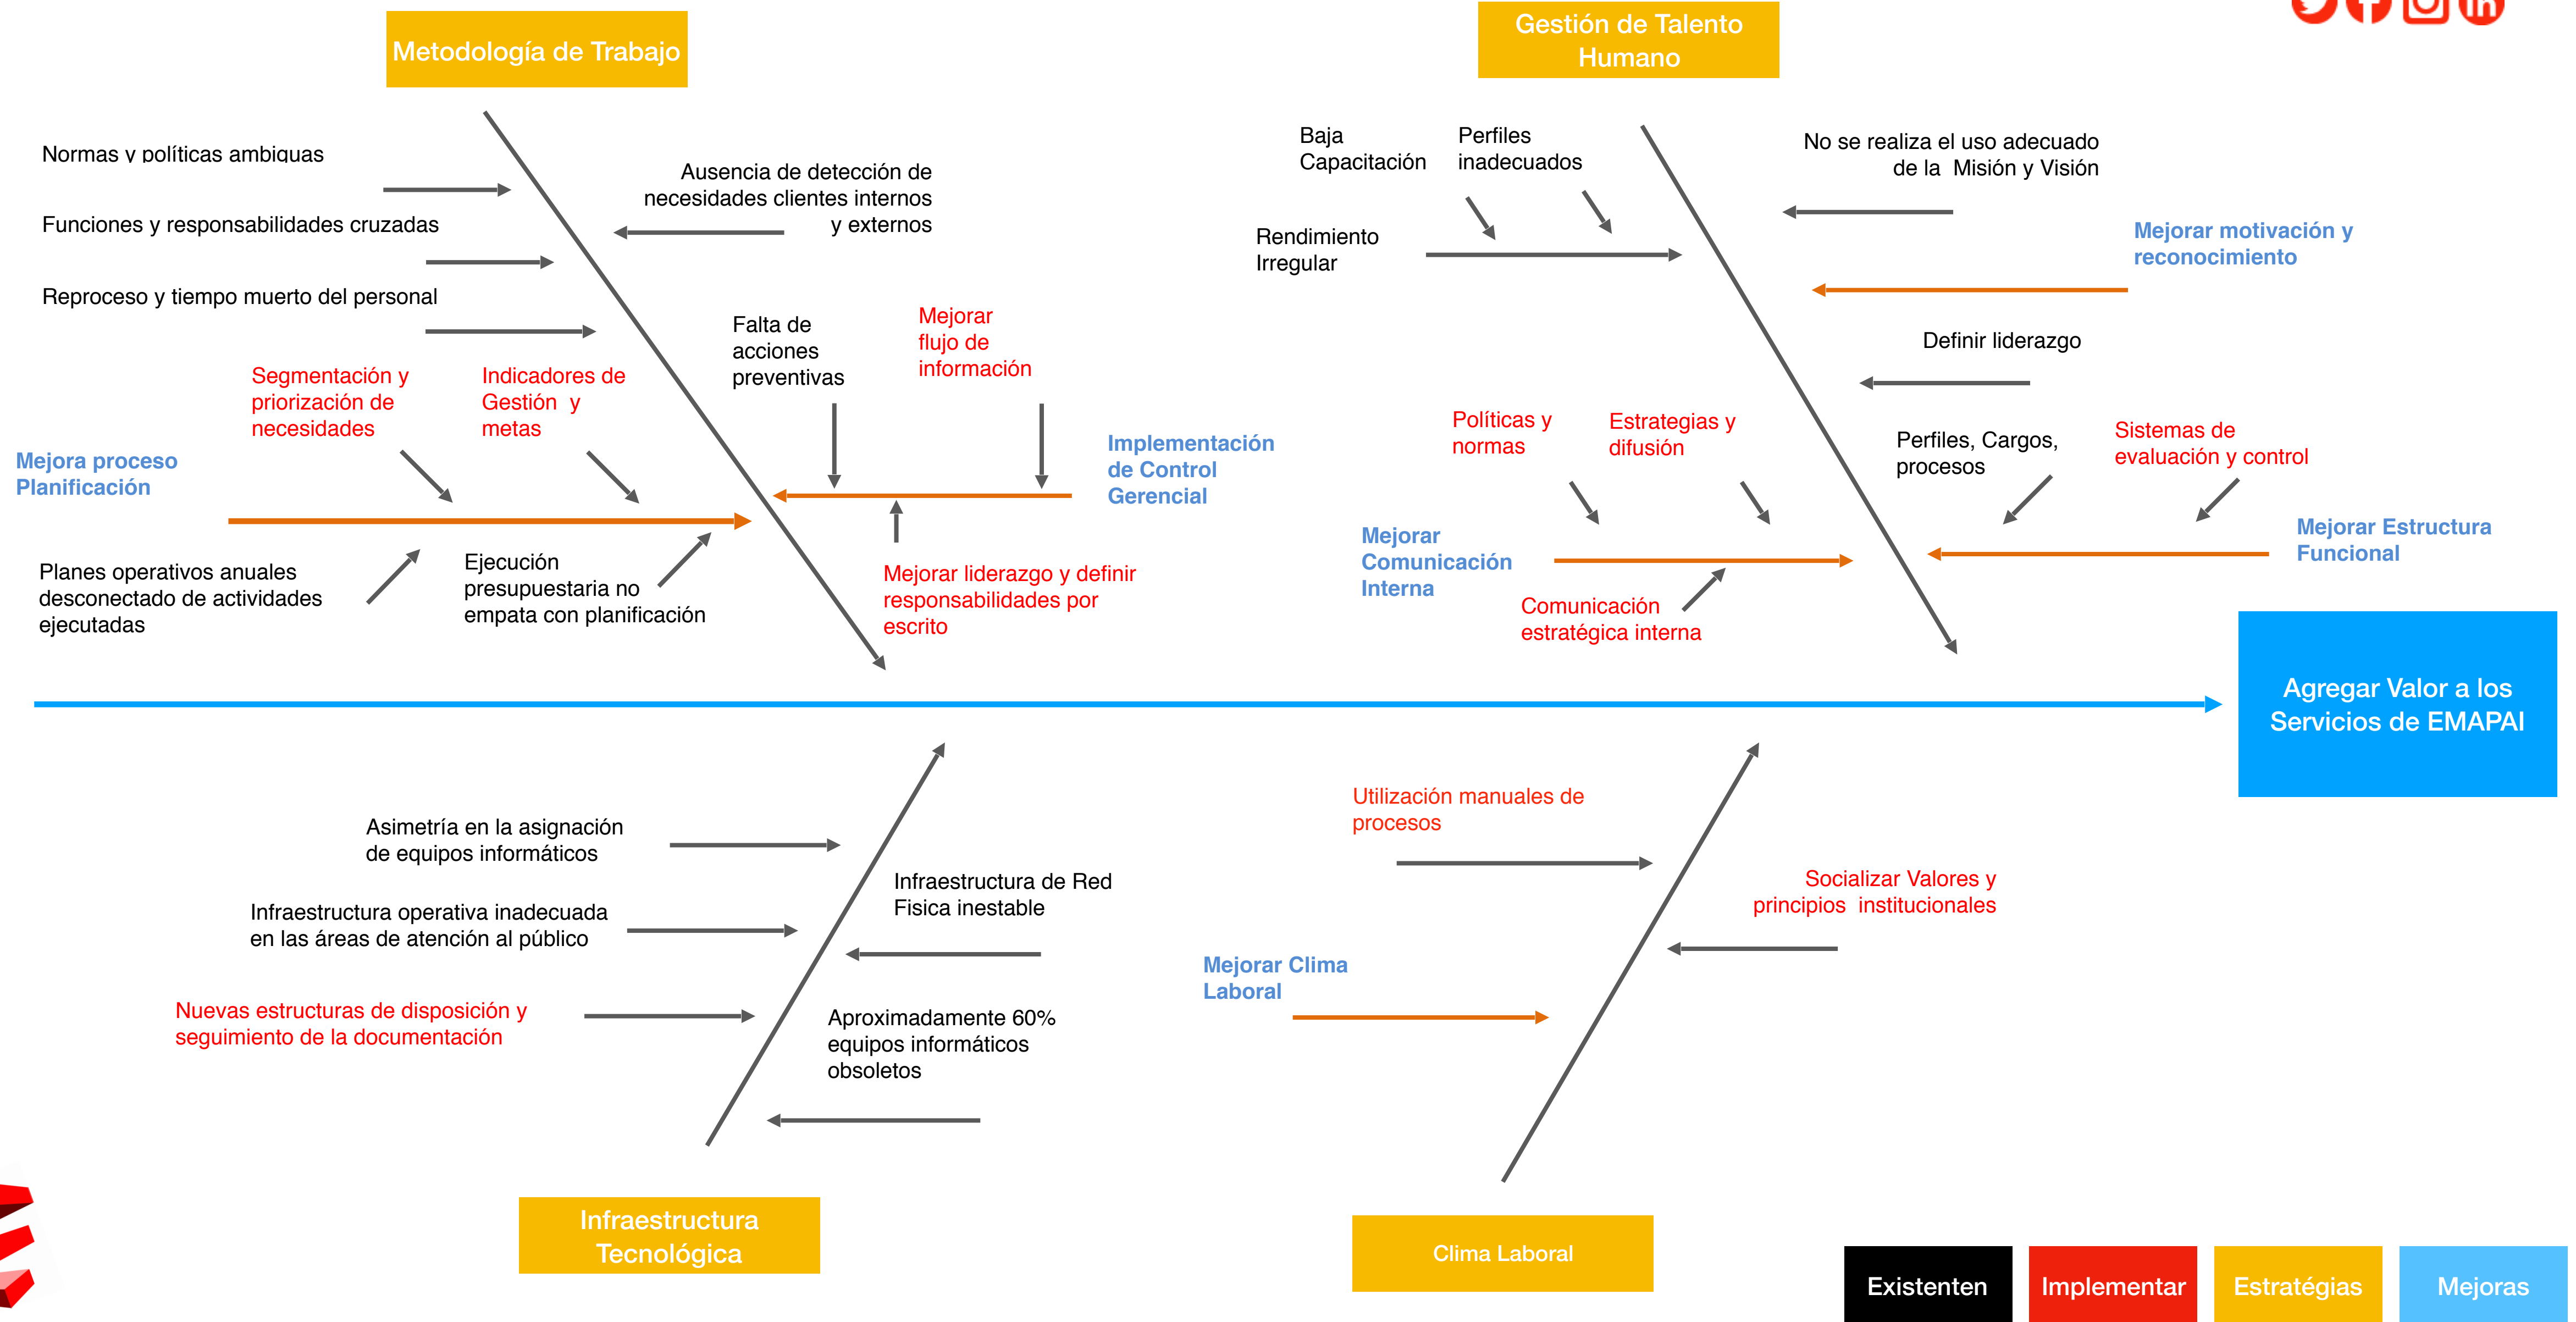 Metodología de Trabajo
Gestión de Talento
Humano
Normas y políticas ambiguas
Funciones y responsabilidades cruzadas
Reproceso y tiempo muerto del personal
Ausencia de detección de
necesidades clientes internos
y externos
Segmentación y
priorización de
necesidades
Indicadores de
Gestión y
metas
Mejora proceso
Planificación
Planes operativos anuales
desconectado de actividades
ejecutadas
Ejecución
presupuestaria no
empata con planificación
Falta de
acciones
preventivas
Mejorar
flujo de
información
Implementación
de Control
Gerencial
Mejorar liderazgo y definir
responsabilidades por
escrito
Baja
Capacitación
Perfiles
inadecuados
Rendimiento
Irregular
No se realiza el uso adecuado
de la Misión y Visión
Mejorar motivación y
reconocimiento
Definir liderazgo
Políticas y
normas
Estrategias y
difusión
Mejorar
Comunicación
Interna
Comunicación
estratégica interna
Perfiles, Cargos,
procesos
Sistemas de
evaluación y control
Mejorar Estructura
Funcional
Agregar Valor a los
Servicios de EMAPAI
Asimetría en la asignación
de equipos informáticos
Infraestructura operativa inadecuada
en las áreas de atención al público
Nuevas estructuras de disposición y
seguimiento de la documentación
Infraestructura de Red
Fisica inestable
Aproximadamente 60%
equipos informáticos
obsoletos
Infraestructura
Tecnológica
Utilización manuales de
procesos
Socializar Valores y
principios institucionales
Mejorar Clima
Laboral
Clima Laboral
Existenten
Implementar
Estratégias
Mejoras